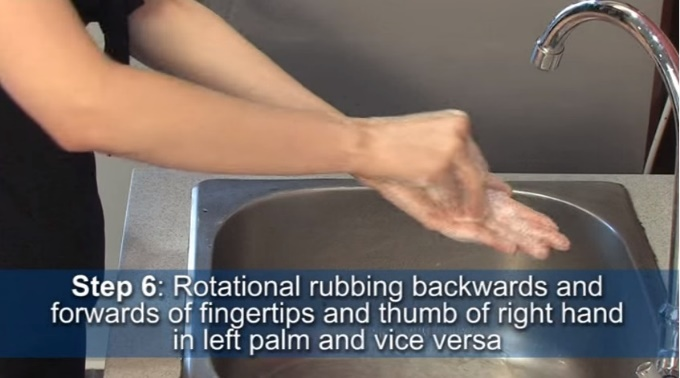 Step 6: Rotational rubbing backwards and
forwards of fingertips and thumb of right hand
in left palm and vice versa